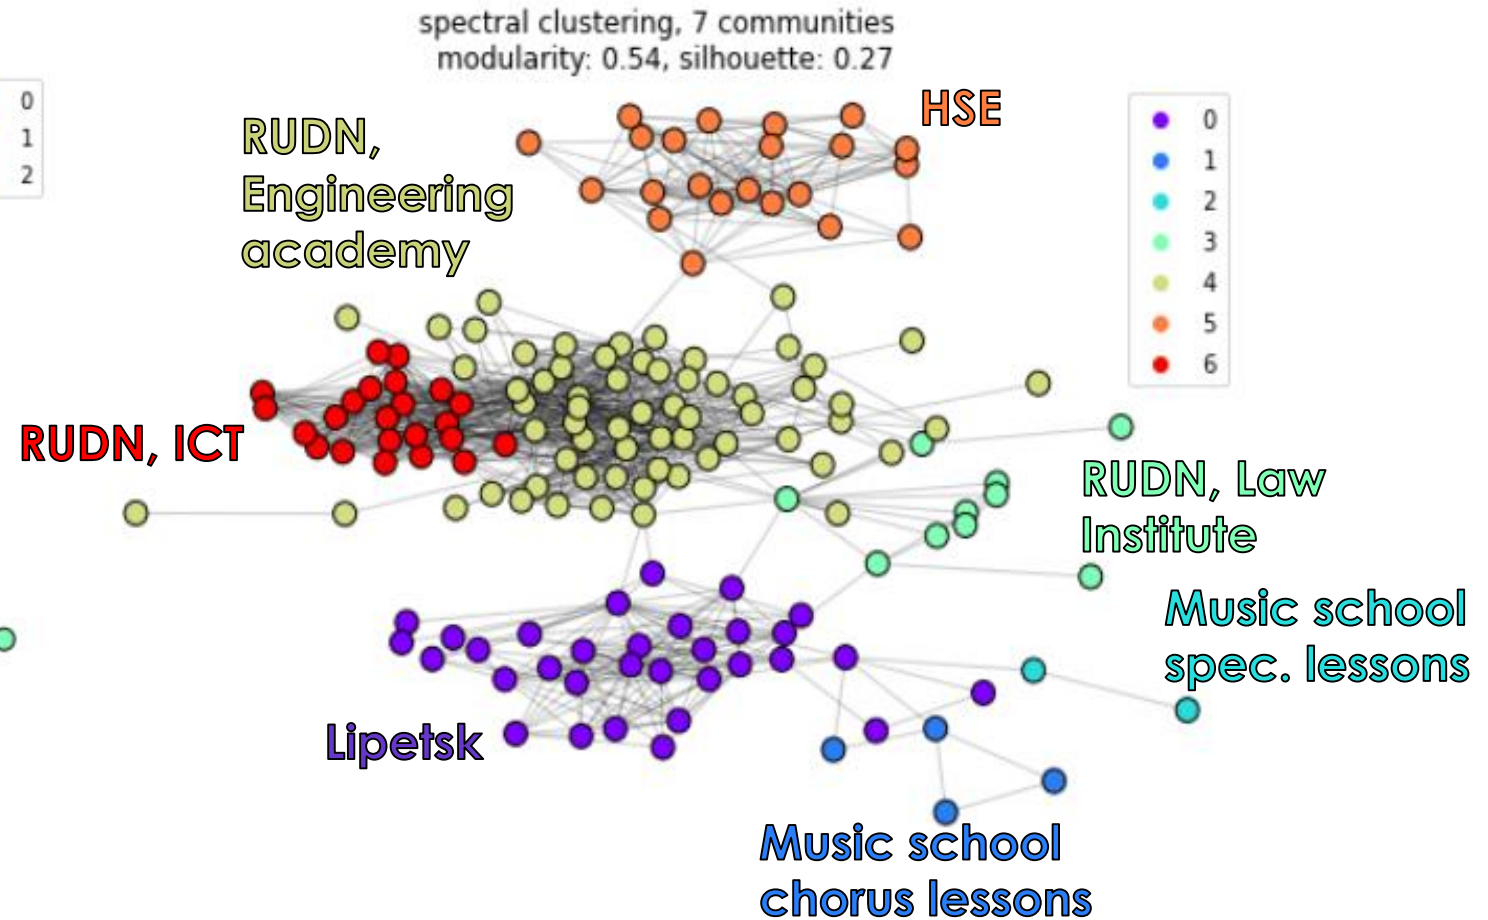 spectral clustering, 7 communities
modularity: 0.54, silhouette: 0.27
0
1
2
RUDN,
Engineering
academy
HSE
0
1
2
3
4
5
6
RUDN, ICT
RUDN, Law
Institute
Music school
spec. lessons
Lipetsk
Music school
chorus lessons